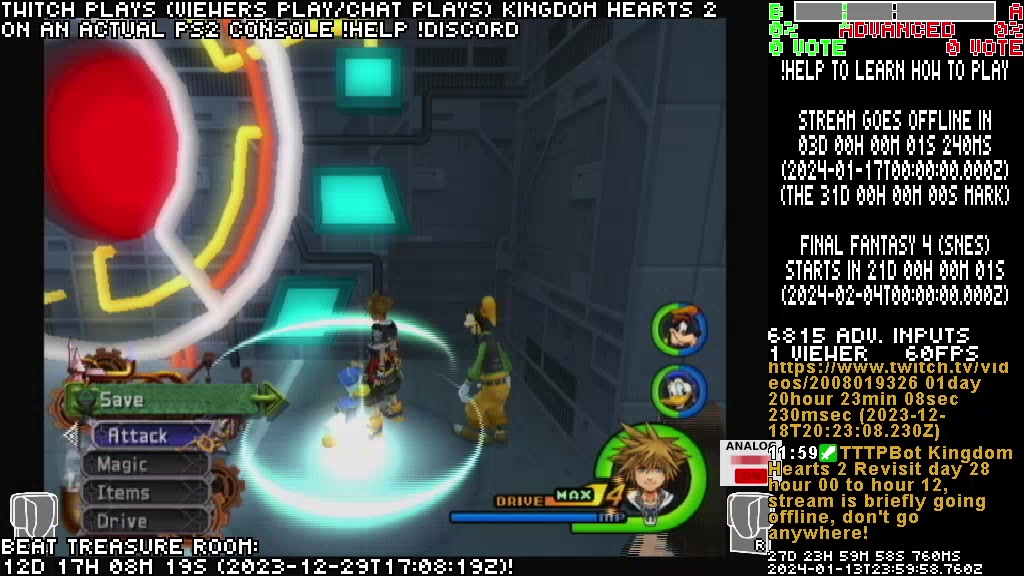 TWITCH PLAYS (VIEWERS PLAY/CHAT PLAYS) KINGDOM HEARTS 2
ON AN ACTUAL PS2 CONSOLE !HELP !DISCORD
B A
0% ADVANCED 0%
0 VOTE 0 VOTE
!HELP TO LEARN HOW TO PLAY
STREAM GOES OFFLINE IN
03D 00H 00M 01S 240MS
(2024-01-17T00:00:00.000Z)
(THE 31D 00H 00M 00S MARK)
FINAL FANTASY 4 (SNES)
STARTS IN 21D 00H 00M 01S
(2024-02-04T00:00:00.000Z)
6815 ADV. INPUTS
1 VIEWER 60FPS
https://www.twitch.tv/vid
eos/2008019326 01day
20hour 23min 08sec
230msec (2023-12-
18T20:23:08.230Z)
11:59 TTTPBot Kingdom
Hearts 2 Revisit day 28
hour 00 to hour 12,
stream is briefly going
offline, don't go
anywhere!
27D 23H 59M 58S 760MS
2024-01-13T23:59:58.760Z
Save
Attack
Magic
Items
Drive
DRIVE MAX 4
MP
ANALOG
R
BEAT TREASURE ROOM:
12D 17H 08M 19S (2023-12-29T17:08:19Z)!